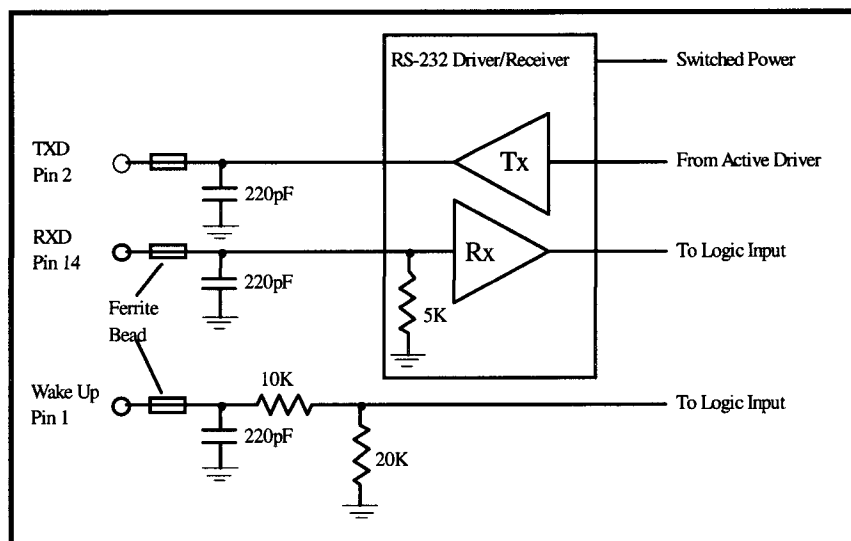 RS-232 Driver/Receiver
Switched Power
TXD
Pin 2
Tx
From Active Driver
220pF
RXD
Pin 14
Rx
To Logic Input
220pF
5K
Ferrite
Bead
Wake Up
Pin 1
10K
To Logic Input
220pF
20K